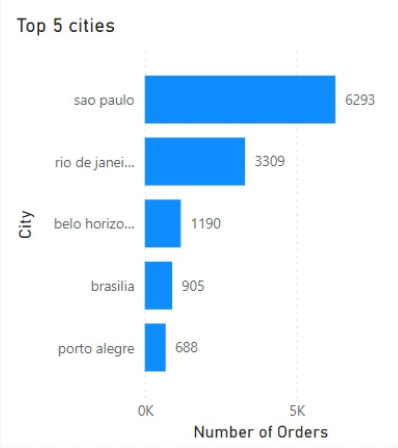 Top 5 cities
City
sao paulo 6293
rio de janei... 3309
belo horizo... 1190
brasilia 905
porto alegre 688
0K 5K
Number of Orders